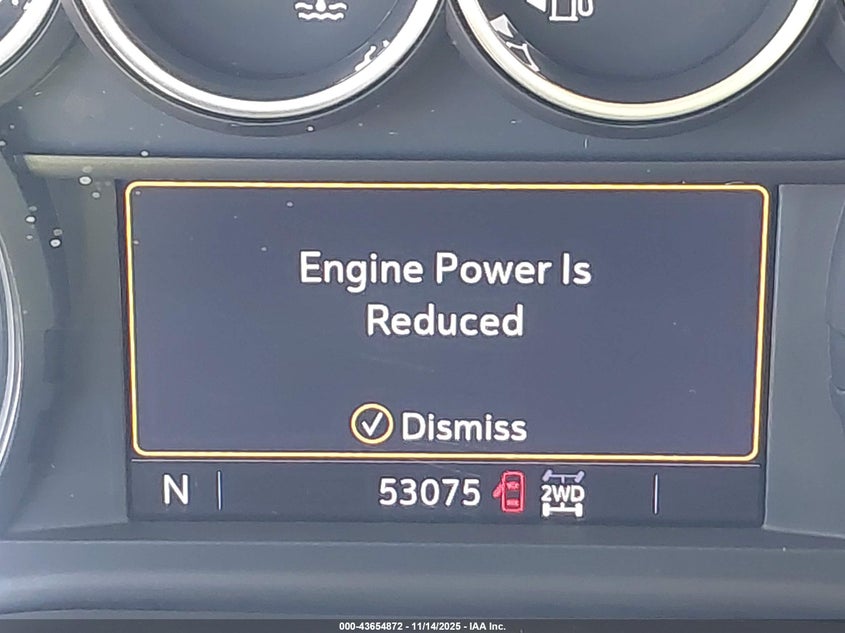 Engine Power Is
Reduced
Dismiss
N 53075 2WD
000-43654872 - 11/14/2025 - IAA Inc.